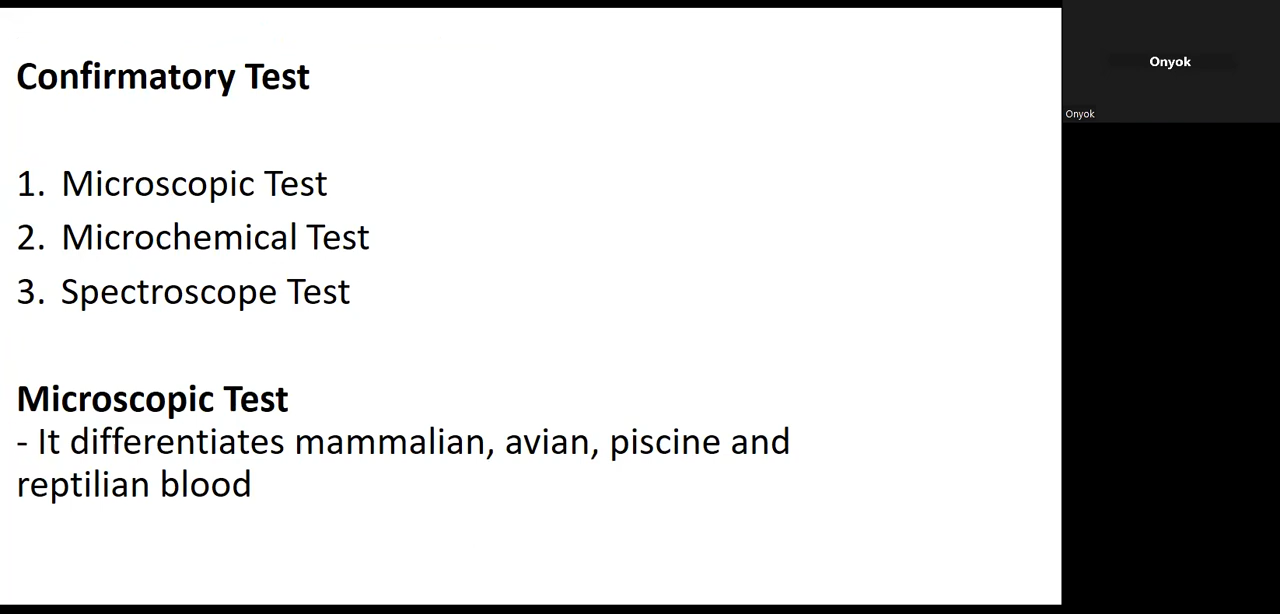 Confirmatory Test
1. Microscopic Test
2. Microchemical Test
3. Spectroscope Test
Microscopic Test
- It differentiates mammalian, avian, piscine and
reptilian blood
Onyok
Onyok